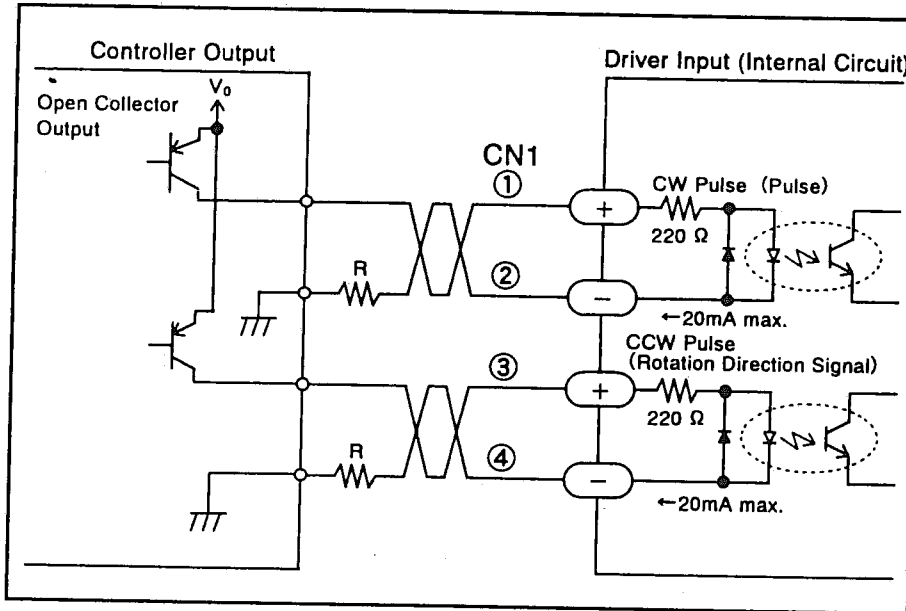 Controller Output
Driver Input (Internal Circuit)
V₀
Open Collector
Output
CN1
①
+
CW Pulse (Pulse)
220 Ω
R
②
−
←20mA max.
CCW Pulse
(Rotation Direction Signal)
③
+
220 Ω
R
④
−
←20mA max.